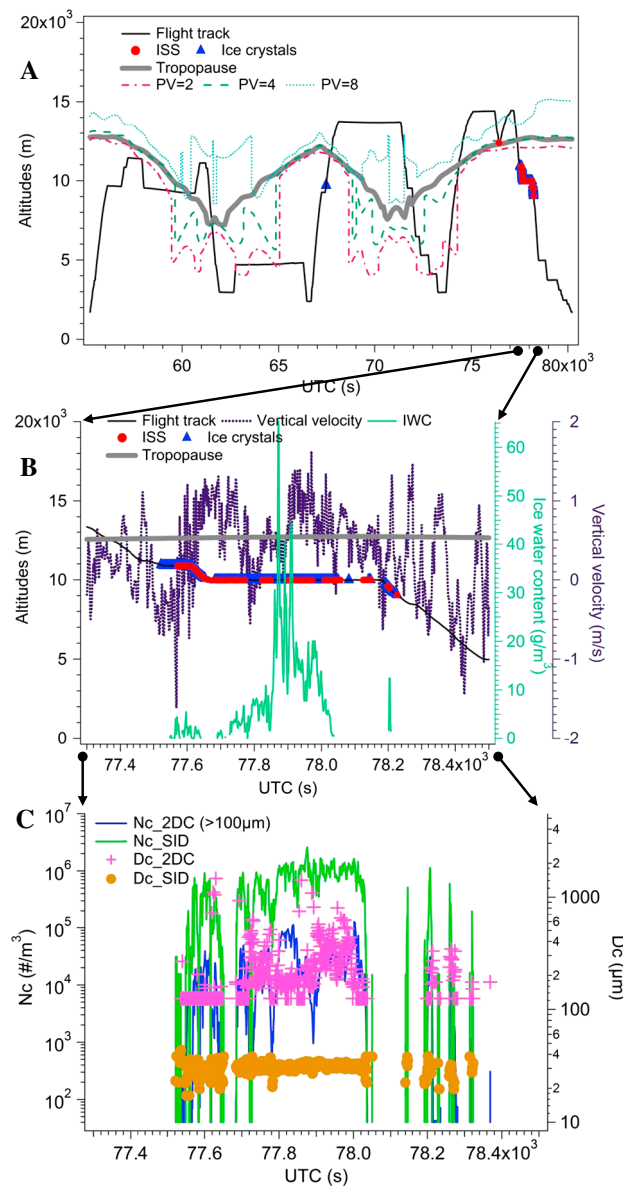 20x10³
Flight track
ISS Ice crystals
Tropopause
PV=2 PV=4 PV=8
A
15
10
5
0
Altitudes (m)
60 65 70 75 80x10³
UTC (s)
20x10³
Flight track Vertical velocity IWC
ISS Ice crystals
Tropopause
B
15
10
5
0
Altitudes (m)
60
50
40
30
20
10
0
Ice water content (g/m³)
2
1
0
-1
-2
Vertical velocity (m/s)
77.4 77.6 77.8 78.0 78.2 78.4x10³
UTC (s)
C
Nc_2DC (>100µm)
Nc_SID
Dc_2DC
Dc_SID
10⁷
10⁶
10⁵
10⁴
10³
10²
Nc (#/m³)
4
2
1000
6
4
2
100
6
4
2
10
Dc (µm)
77.4 77.6 77.8 78.0 78.2 78.4x10³
UTC (s)